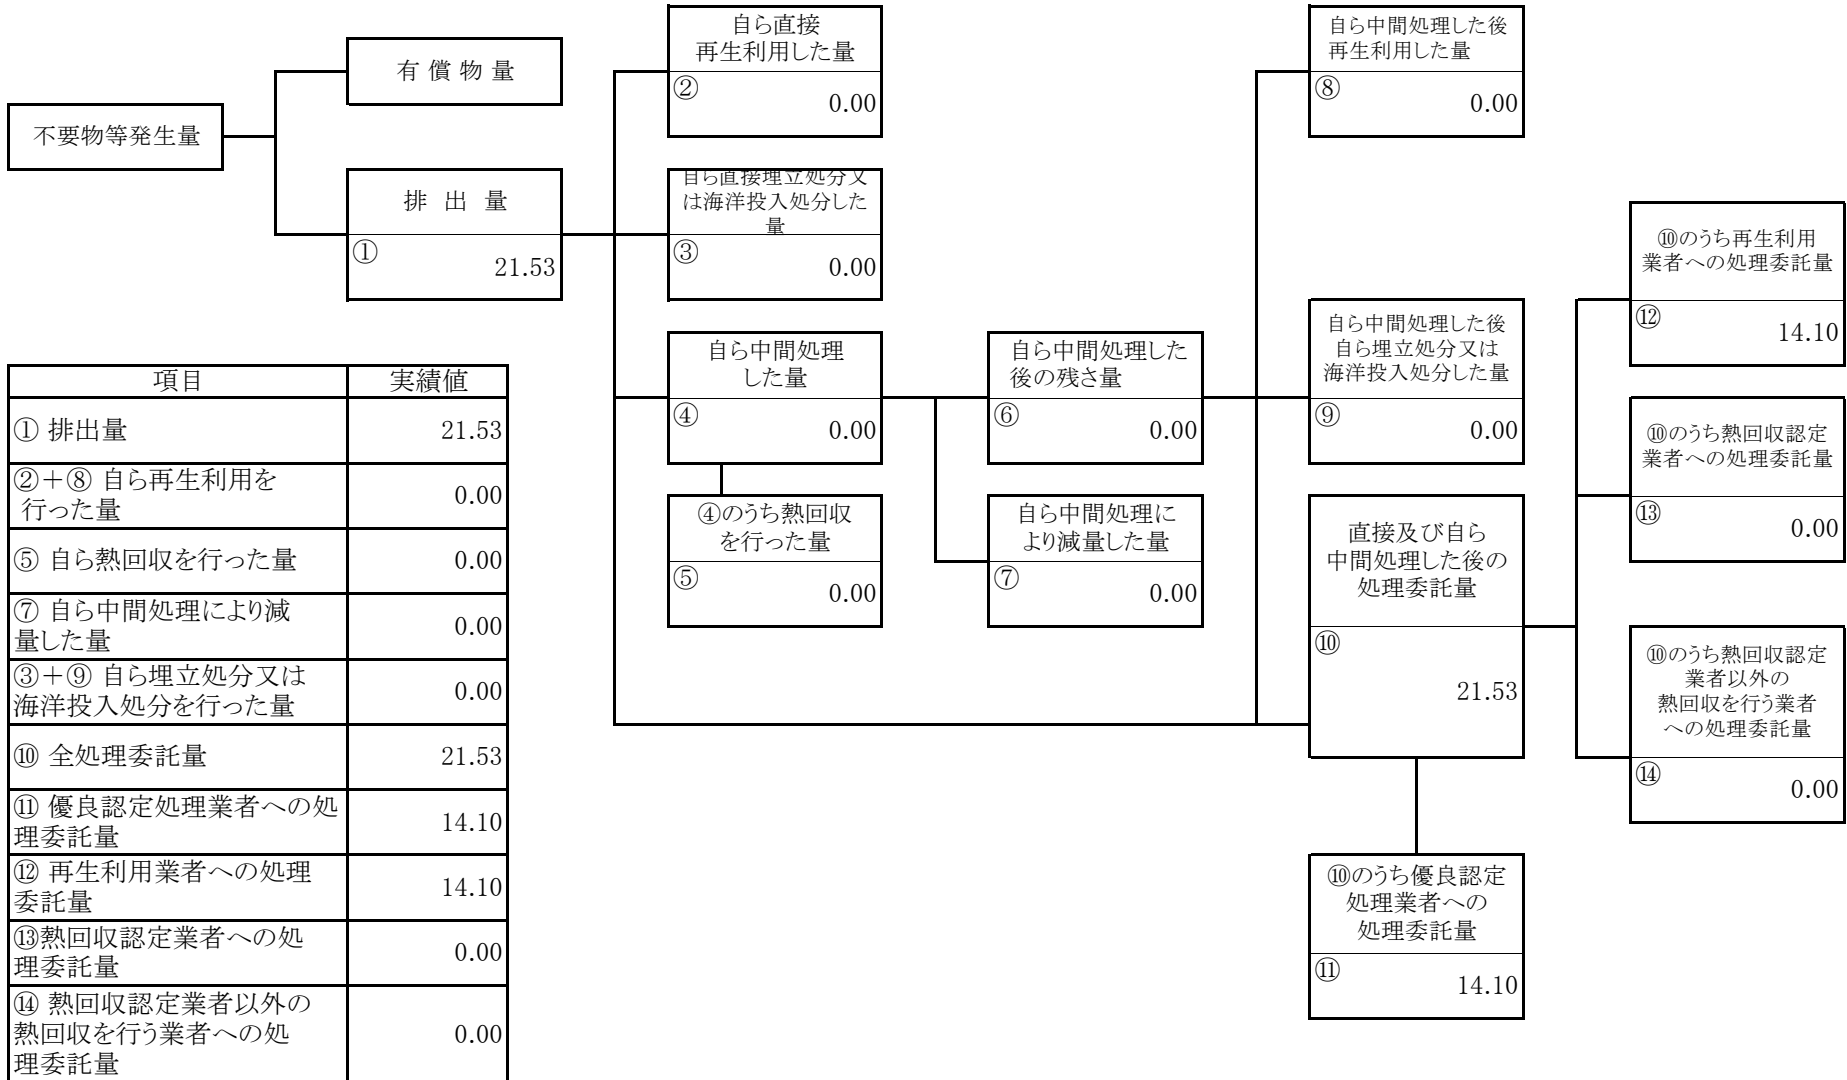 不要物等発生量
有 償 物 量
排 出 量
①
21.53
自ら直接
再生利用した量
②
0.00
自ら直接埋立処分又
は海洋投入処分した
量
③
0.00
自ら中間処理
した量
④
0.00
④のうち熱回収
を行った量
⑤
0.00
自ら中間処理した
後の残さ量
⑥
0.00
自ら中間処理に
より減量した量
⑦
0.00
自ら中間処理した後
再生利用した量
⑧
0.00
自ら中間処理した後
自ら埋立処分又は
海洋投入処分した量
⑨
0.00
直接及び自ら
中間処理した後の
処理委託量
⑩
21.53
⑩のうち優良認定
処理業者への
処理委託量
⑪
14.10
⑩のうち再生利用
業者への処理委託量
⑫
14.10
⑩のうち熱回収認定
業者への処理委託量
⑬
0.00
⑩のうち熱回収認定
業者以外の
熱回収を行う業者
への処理委託量
⑭
0.00
項目 実績値
① 排出量 21.53
②+⑧ 自ら再生利用を
行った量 0.00
⑤ 自ら熱回収を行った量 0.00
⑦ 自ら中間処理により減
量した量 0.00
③+⑨ 自ら埋立処分又は
海洋投入処分を行った量 0.00
⑩ 全処理委託量 21.53
⑪ 優良認定処理業者への処
理委託量 14.10
⑫ 再生利用業者への処理
委託量 14.10
⑬熱回収認定業者への処
理委託量 0.00
⑭ 熱回収認定業者以外の
熱回収を行う業者への処
理委託量 0.00